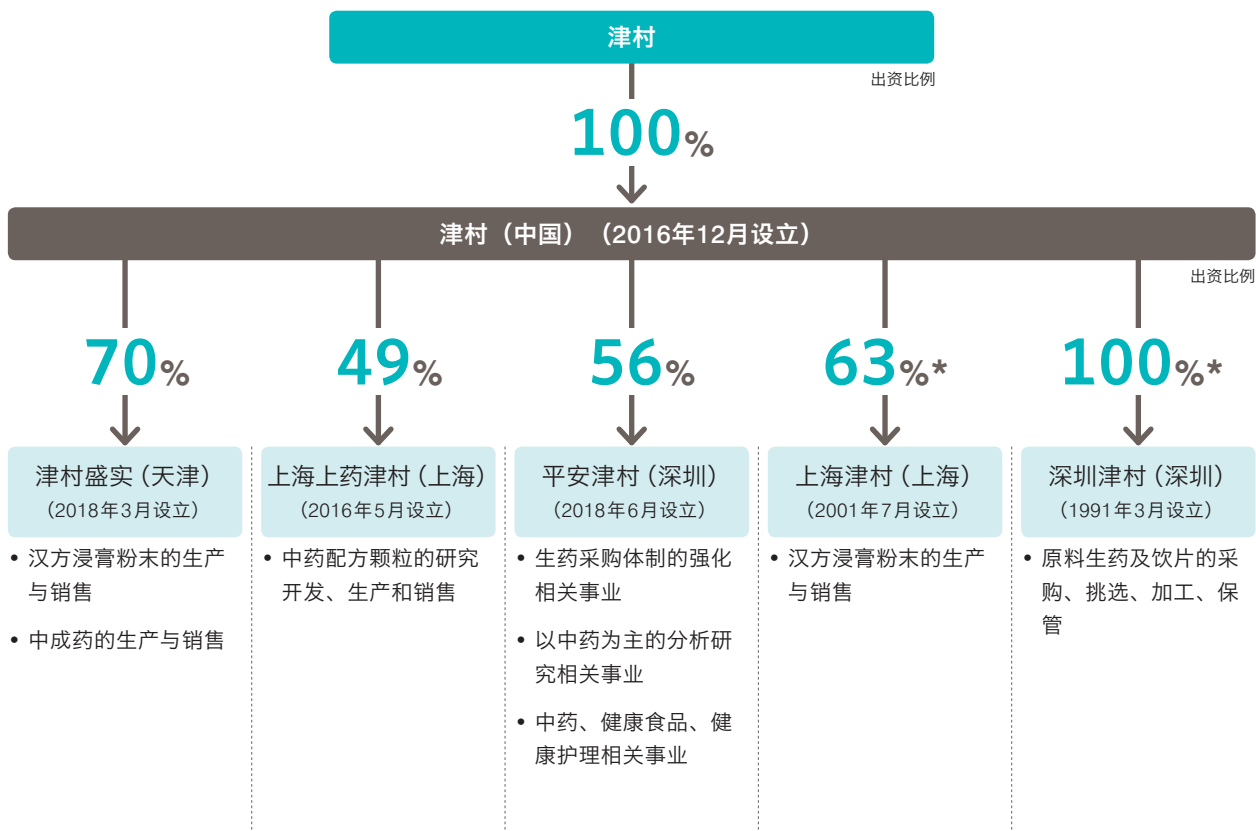 津村
出资比例
100%
津村（中国）（2016年12月设立）
出资比例
70%
49%
56%
63%*
100%*
津村盛实（天津）
（2018年3月设立）
• 汉方浸膏粉末的生产
与销售
• 中成药的生产与销售
上海上药津村（上海）
（2016年5月设立）
• 中药配方颗粒的研究
开发、生产和销售
平安津村（深圳）
（2018年6月设立）
• 生药采购体制的强化
相关事业
• 以中药为主的分析研
究相关事业
• 中药、健康食品、健
康护理相关事业
上海津村（上海）
（2001年7月设立）
• 汉方浸膏粉末的生产
与销售
深圳津村（深圳）
（1991年3月设立）
• 原料生药及饮片的采
购、挑选、加工、保
管